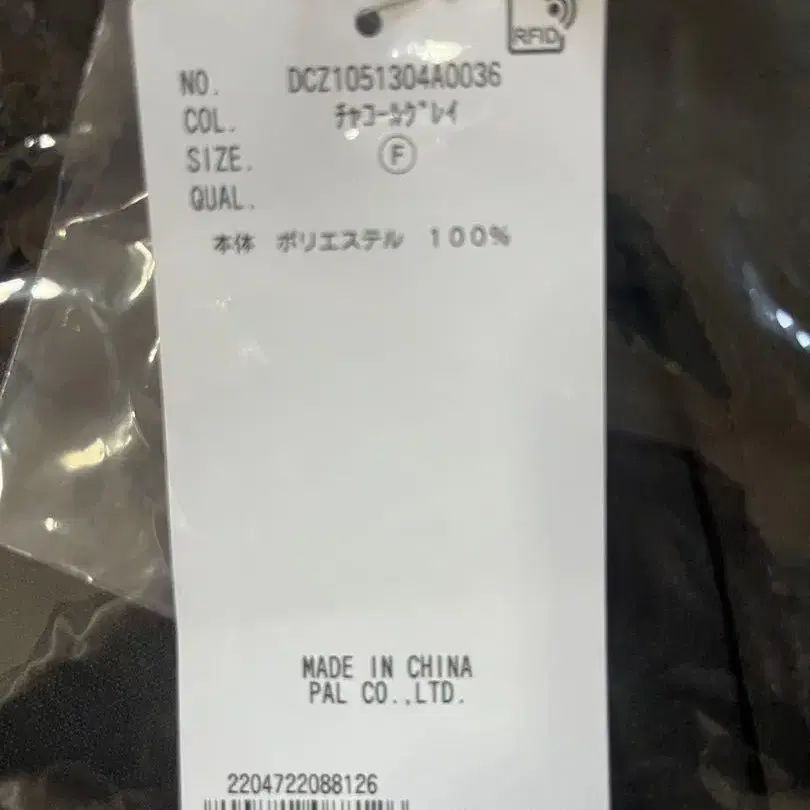 RFID
NO. DCZ1051304A0036
COL. ﾁｬｺｰﾙｸﾞﾚｲ
SIZE. F
QUAL.
本体 ポリエステル 100%
MADE IN CHINA
PAL CO.,LTD.
2204722088126